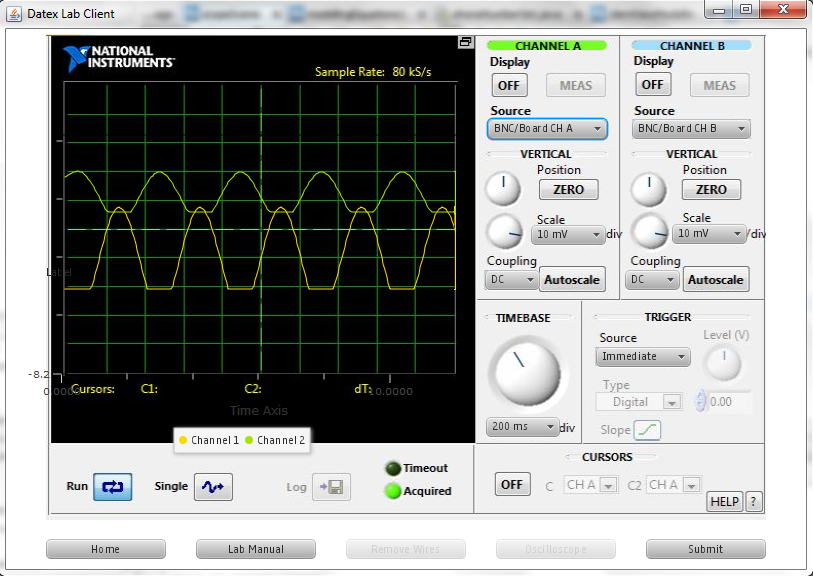 Datex Lab Client
NATIONAL
INSTRUMENTS™
Sample Rate: 80 kS/s
Label
-8.2
0.0000
10.0000
Cursors: C1: C2: dT:
Time Axis
Channel 1 Channel 2
CHANNEL A
Display
OFF MEAS
Source
BNC/Board CH A
VERTICAL
Position
ZERO
Scale
10 mV /div
Coupling
DC Autoscale
CHANNEL B
Display
OFF MEAS
Source
BNC/Board CH B
VERTICAL
Position
ZERO
Scale
10 mV /div
Coupling
DC Autoscale
TIMEBASE
200 ms /div
TRIGGER
Source Level (V)
Immediate
Type
Digital 0.00
Slope
Run Single Log
Timeout
Acquired
CURSORS
OFF C CH A C2 CH A
HELP ?
Home Lab Manual Remove Wires Oscilloscope Submit